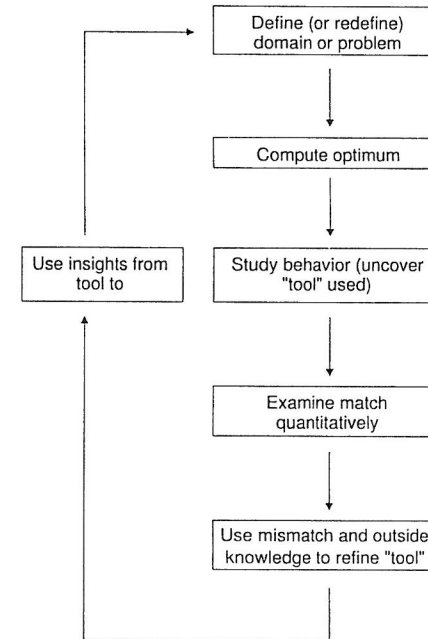 Define (or redefine)
domain or problem
Compute optimum
Use insights from
tool to
Study behavior (uncover
"tool" used)
Examine match
quantitatively
Use mismatch and outside
knowledge to refine "tool"